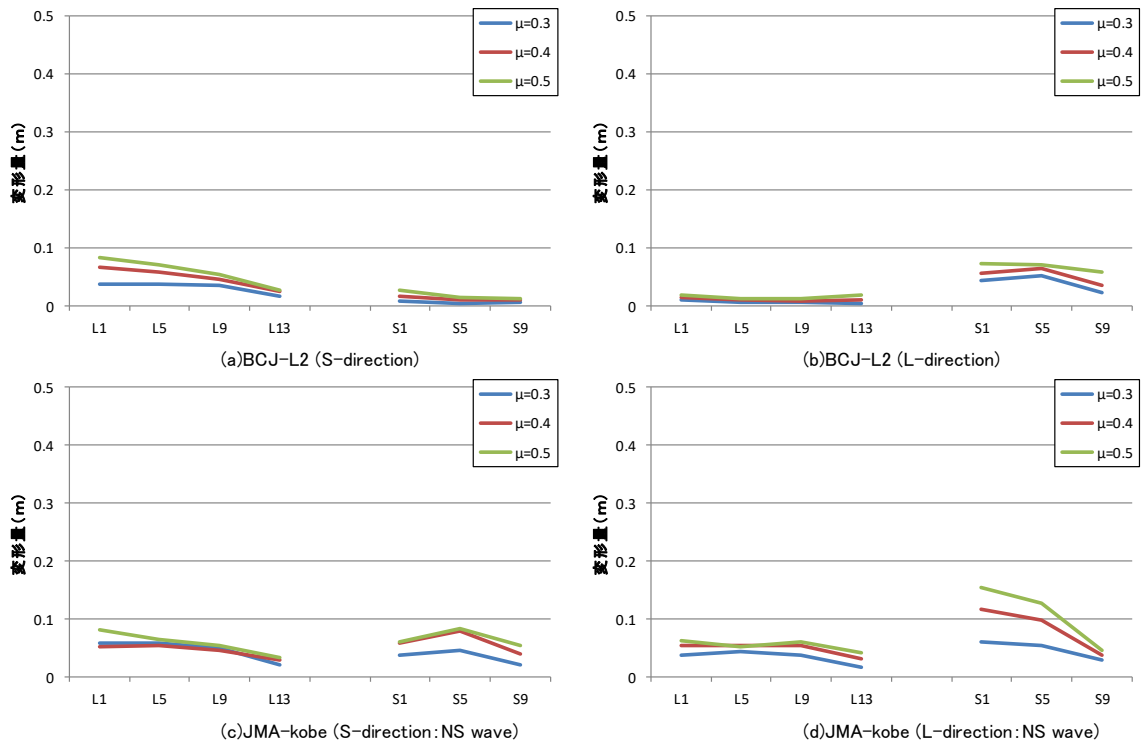 0.5
0.4
0.3
0.2
0.1
0
変形量(m)
μ=0.3
μ=0.4
μ=0.5
L1 L5 L9 L13 S1 S5 S9
(a)BCJ-L2 (S-direction)
0.5
0.4
0.3
0.2
0.1
0
変形量(m)
μ=0.3
μ=0.4
μ=0.5
L1 L5 L9 L13 S1 S5 S9
(b)BCJ-L2 (L-direction)
0.5
0.4
0.3
0.2
0.1
0
変形量(m)
μ=0.3
μ=0.4
μ=0.5
L1 L5 L9 L13 S1 S5 S9
(c)JMA-kobe (S-direction:NS wave)
0.5
0.4
0.3
0.2
0.1
0
変形量(m)
μ=0.3
μ=0.4
μ=0.5
L1 L5 L9 L13 S1 S5 S9
(d)JMA-kobe (L-direction:NS wave)